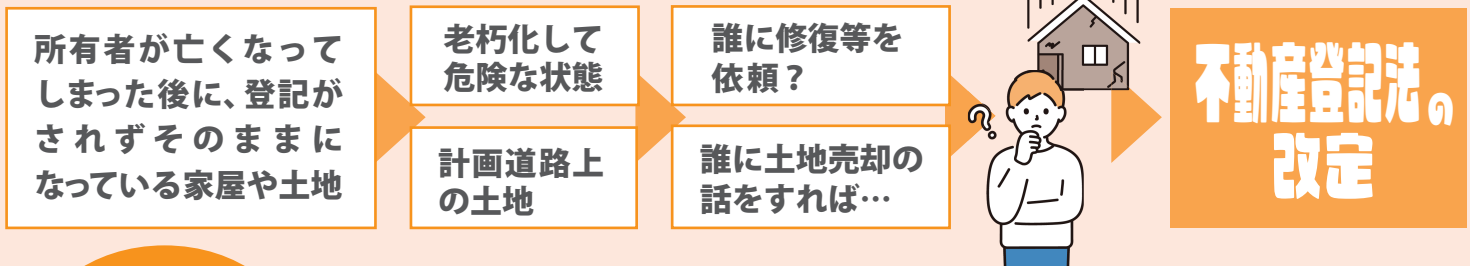 所有者が亡くなって
しまった後に、登記が
されずそのままに
なっている家屋や土地
老朽化して
危険な状態
計画道路上
の土地
誰に修復等を
依頼？
誰に土地売却の
話をすれば…
?
不動産登記法の
改定